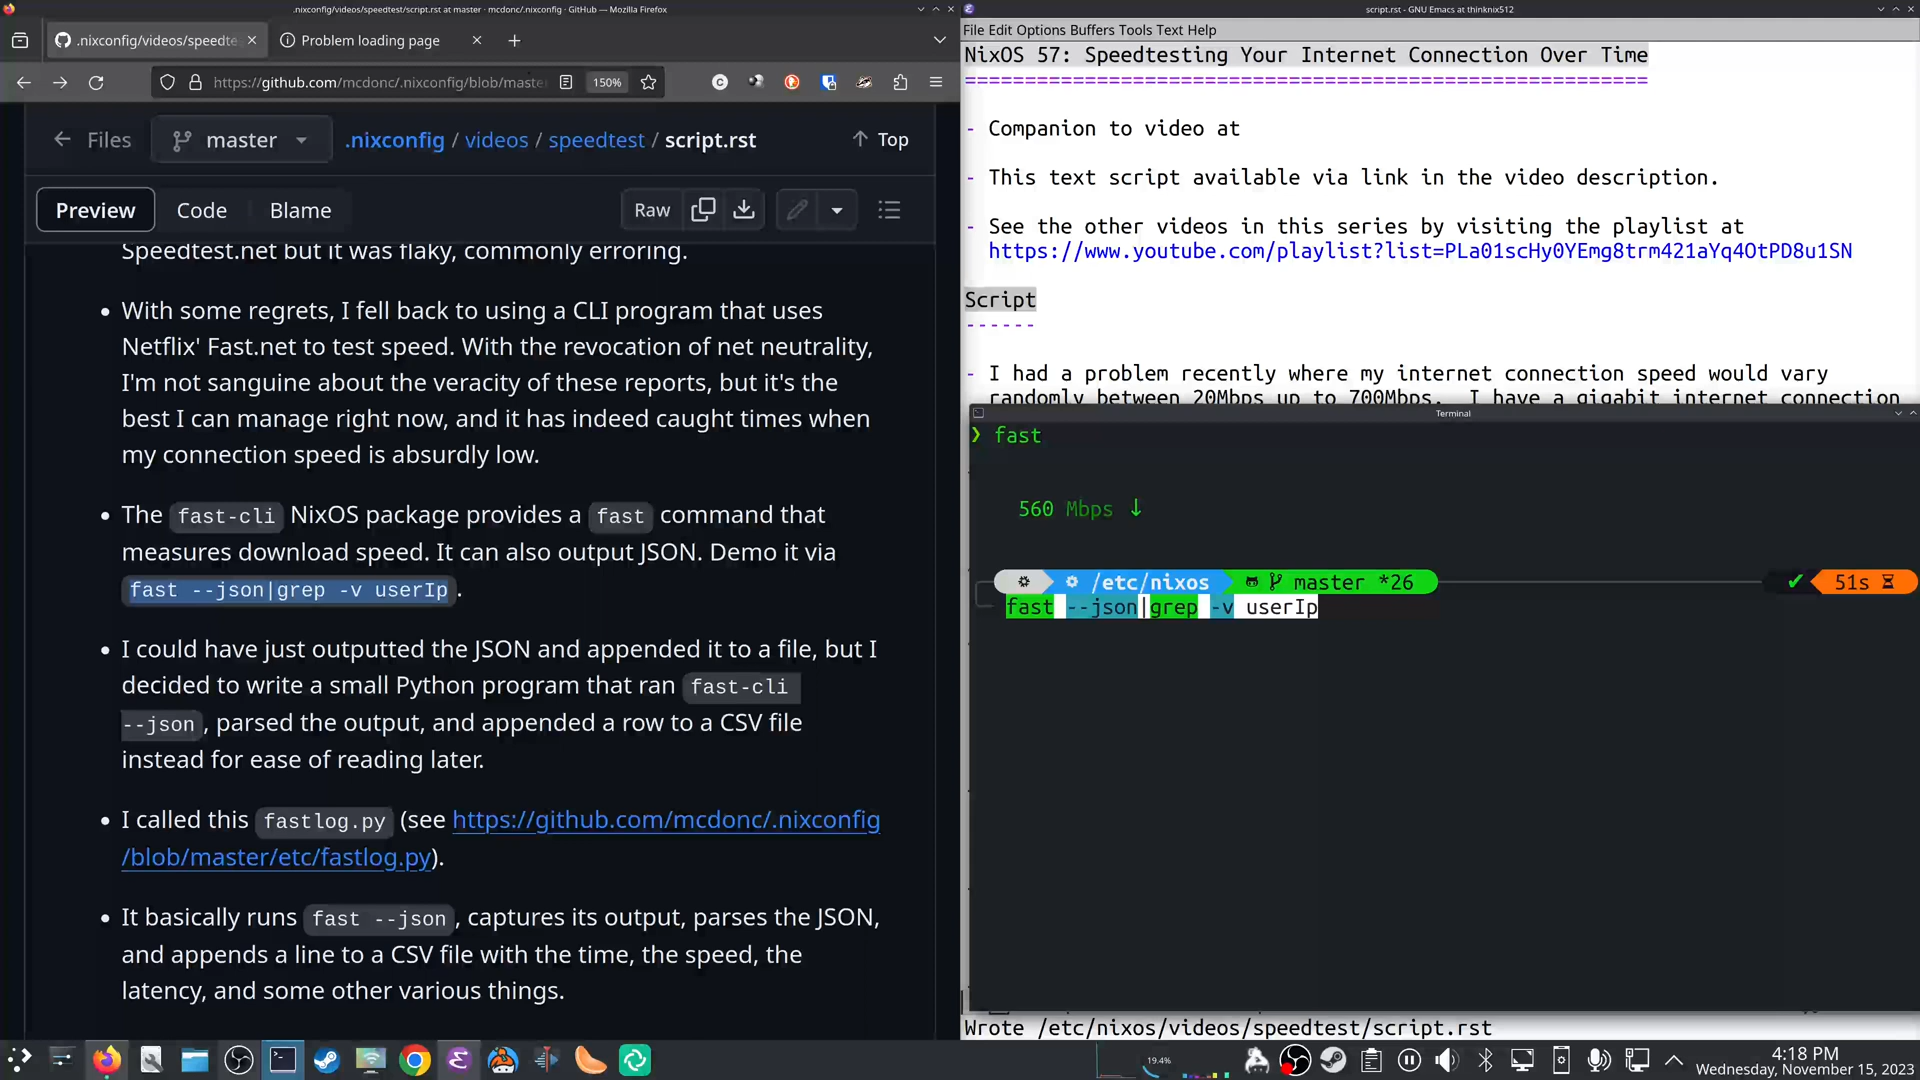 .nixconfig/videos/speedtest/script.rst at master · mcdonc/.nixconfig · GitHub — Mozilla Firefox
.nixconfig/videos/speedte
Problem loading page
https://github.com/mcdonc/.nixconfig/blob/maste
150%
Files
master
.nixconfig / videos / speedtest / script.rst
Top
Preview
Code
Blame
Raw
Speedtest.net but it was flaky, commonly erroring.
With some regrets, I fell back to using a CLI program that uses
Netflix' Fast.net to test speed. With the revocation of net neutrality,
I'm not sanguine about the veracity of these reports, but it's the
best I can manage right now, and it has indeed caught times when
my connection speed is absurdly low.
The fast-cli NixOS package provides a fast command that
measures download speed. It can also output JSON. Demo it via
fast --json|grep -v userIp.
I could have just outputted the JSON and appended it to a file, but I
decided to write a small Python program that ran fast-cli
--json, parsed the output, and appended a row to a CSV file
instead for ease of reading later.
I called this fastlog.py (see https://github.com/mcdonc/.nixconfig
/blob/master/etc/fastlog.py).
It basically runs fast --json, captures its output, parses the JSON,
and appends a line to a CSV file with the time, the speed, the
latency, and some other various things.
script.rst - GNU Emacs at thinknix512
File Edit Options Buffers Tools Text Help
NixOS 57: Speedtesting Your Internet Connection Over Time
=========================================================
- Companion to video at
- This text script available via link in the video description.
- See the other videos in this series by visiting the playlist at
https://www.youtube.com/playlist?list=PLa01scHy0YEmg8trm421aYq4OtPD8u1SN
Script
------
- I had a problem recently where my internet connection speed would vary
randomly between 20Mbps up to 700Mbps. I have a gigabit internet connection
Terminal
❯ fast
560 Mbps ↓
/etc/nixos
master *26
✔
51s
fast --json|grep -v userIp
Wrote /etc/nixos/videos/speedtest/script.rst
19.4%
4:18 PM
Wednesday, November 15, 2023